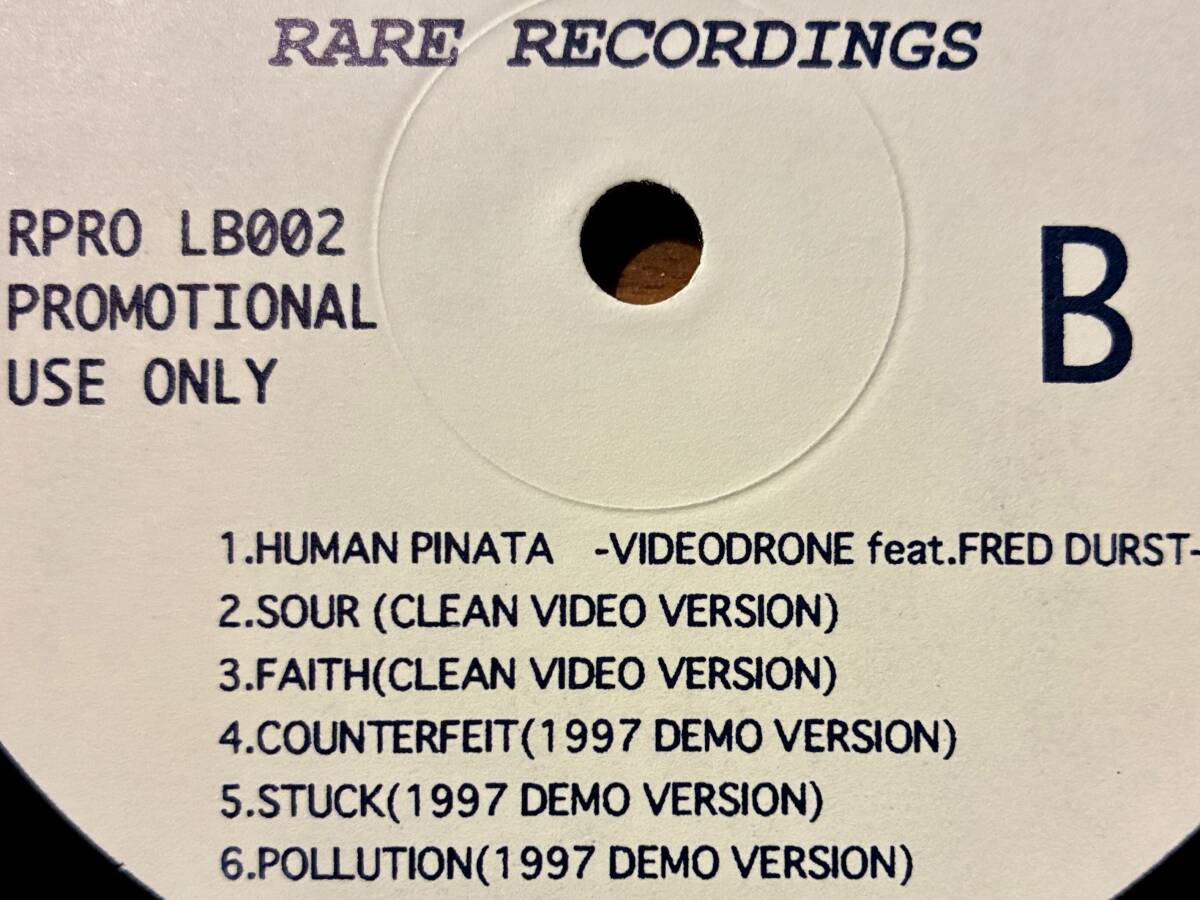 RARE RECORDINGS
RPRO LB002
PROMOTIONAL
USE ONLY
B
1.HUMAN PINATA -VIDEODRONE feat.FRED DURST-
2.SOUR (CLEAN VIDEO VERSION)
3.FAITH(CLEAN VIDEO VERSION)
4.COUNTERFEIT(1997 DEMO VERSION)
5.STUCK(1997 DEMO VERSION)
6.POLLUTION(1997 DEMO VERSION)